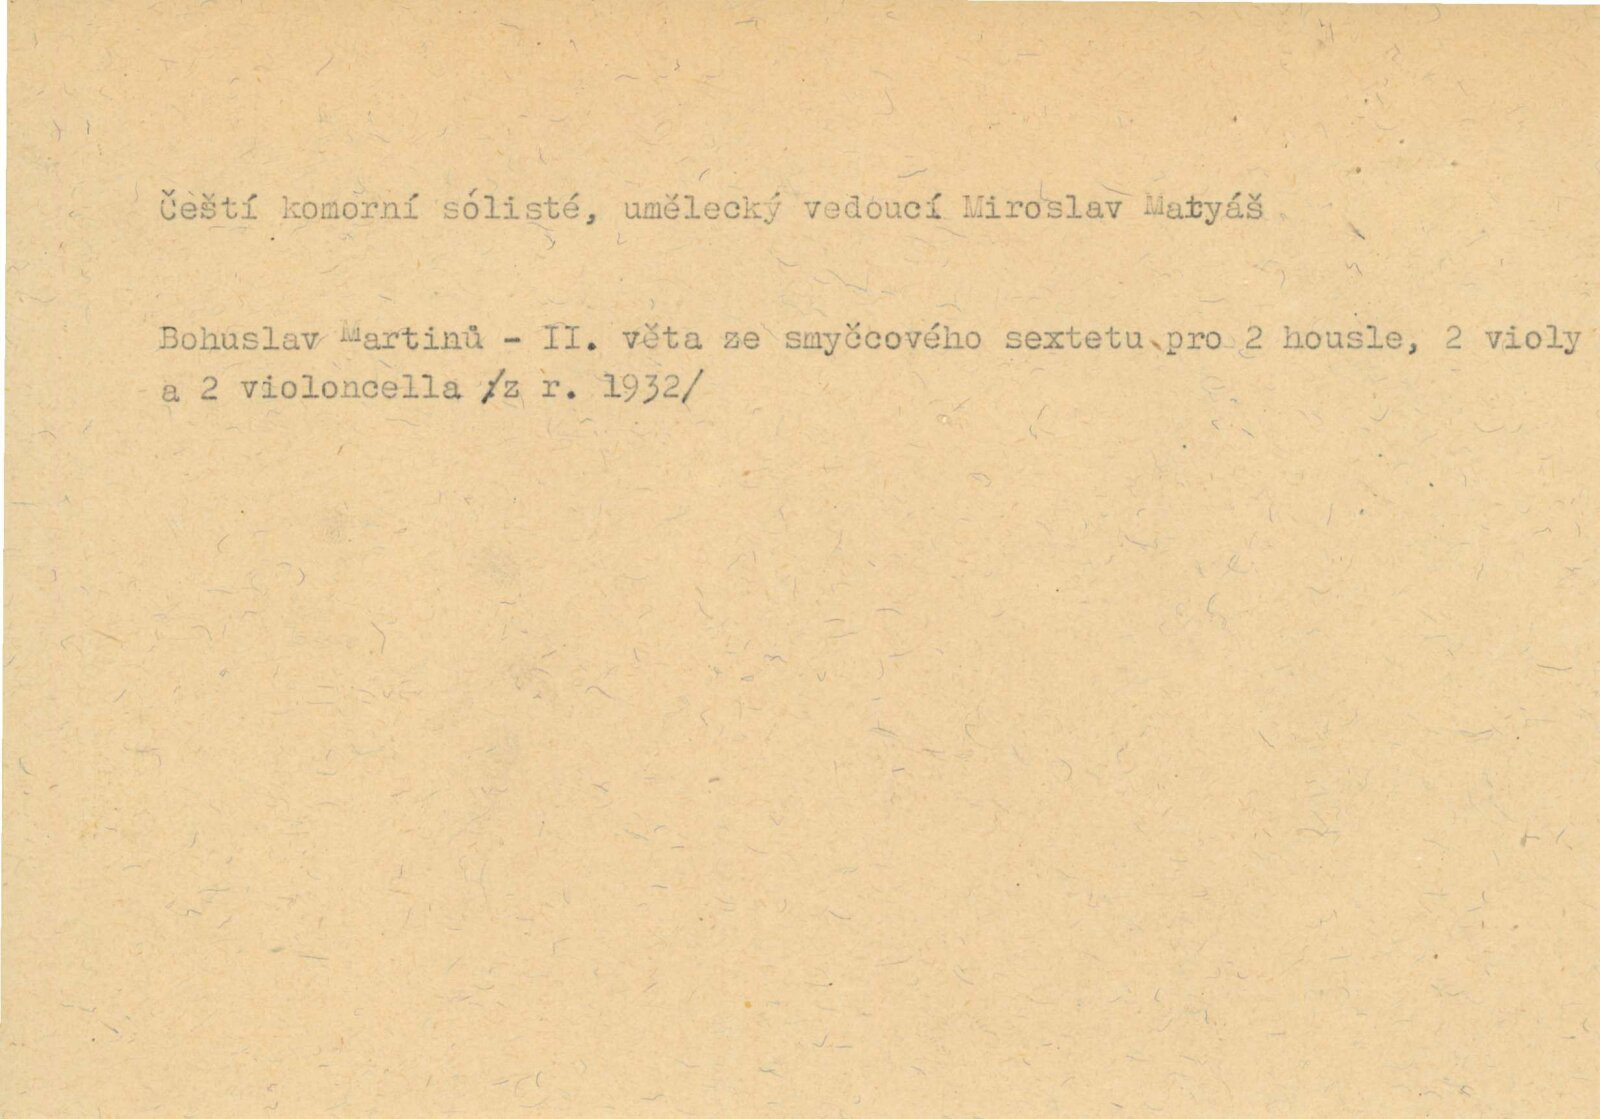 Čeští komorní sólisté, umělecký vedoucí Miroslav Matyáš
Bohuslav Martinů - II. věta ze smyčcového sextetu pro 2 housle, 2 violy
a 2 violoncella /z r. 1932/